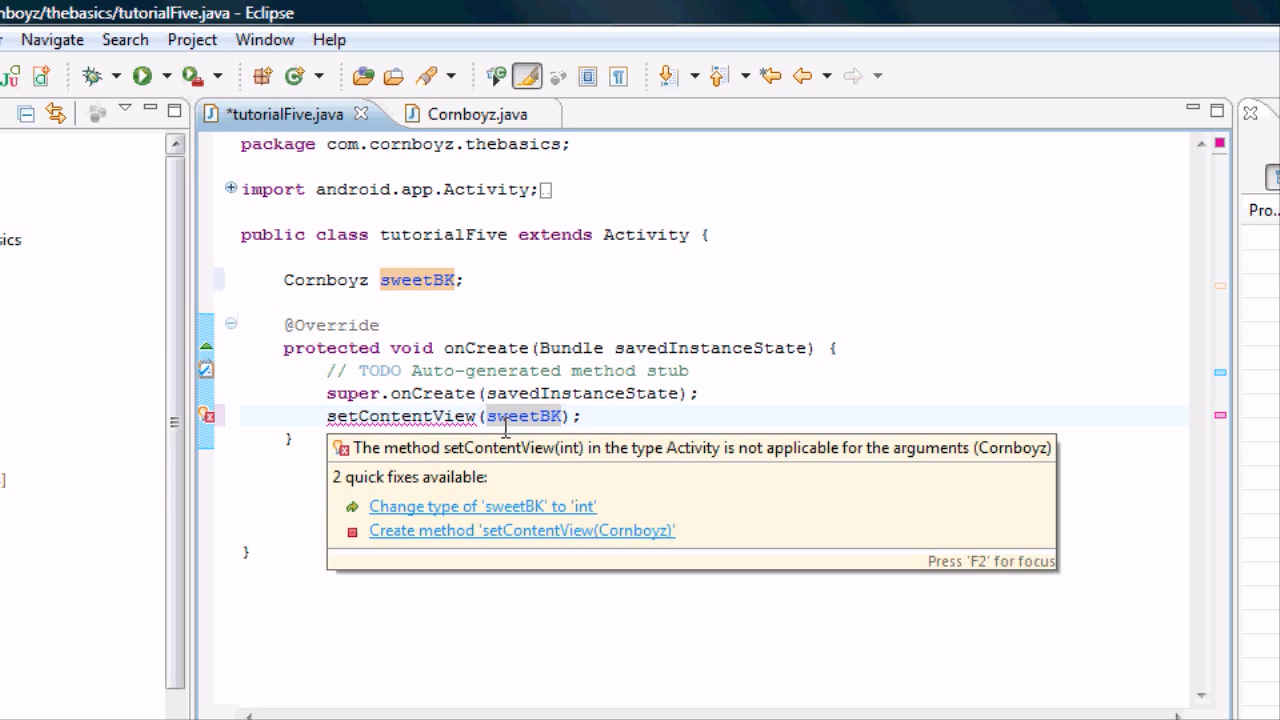 nboyz/thebasics/tutorialFive.java - Eclipse
Navigate Search Project Window Help
*tutorialFive.java Cornboyz.java
package com.cornboyz.thebasics;
import android.app.Activity;
Pro...
public class tutorialFive extends Activity {
sics
Cornboyz sweetBK;
@Override
protected void onCreate(Bundle savedInstanceState) {
// TODO Auto-generated method stub
super.onCreate(savedInstanceState);
setContentView(sweetBK);
}
The method setContentView(int) in the type Activity is not applicable for the arguments (Cornboyz)
2 quick fixes available:
]
Change type of 'sweetBK' to 'int'
Create method 'setContentView(Cornboyz)'
}
Press 'F2' for focus